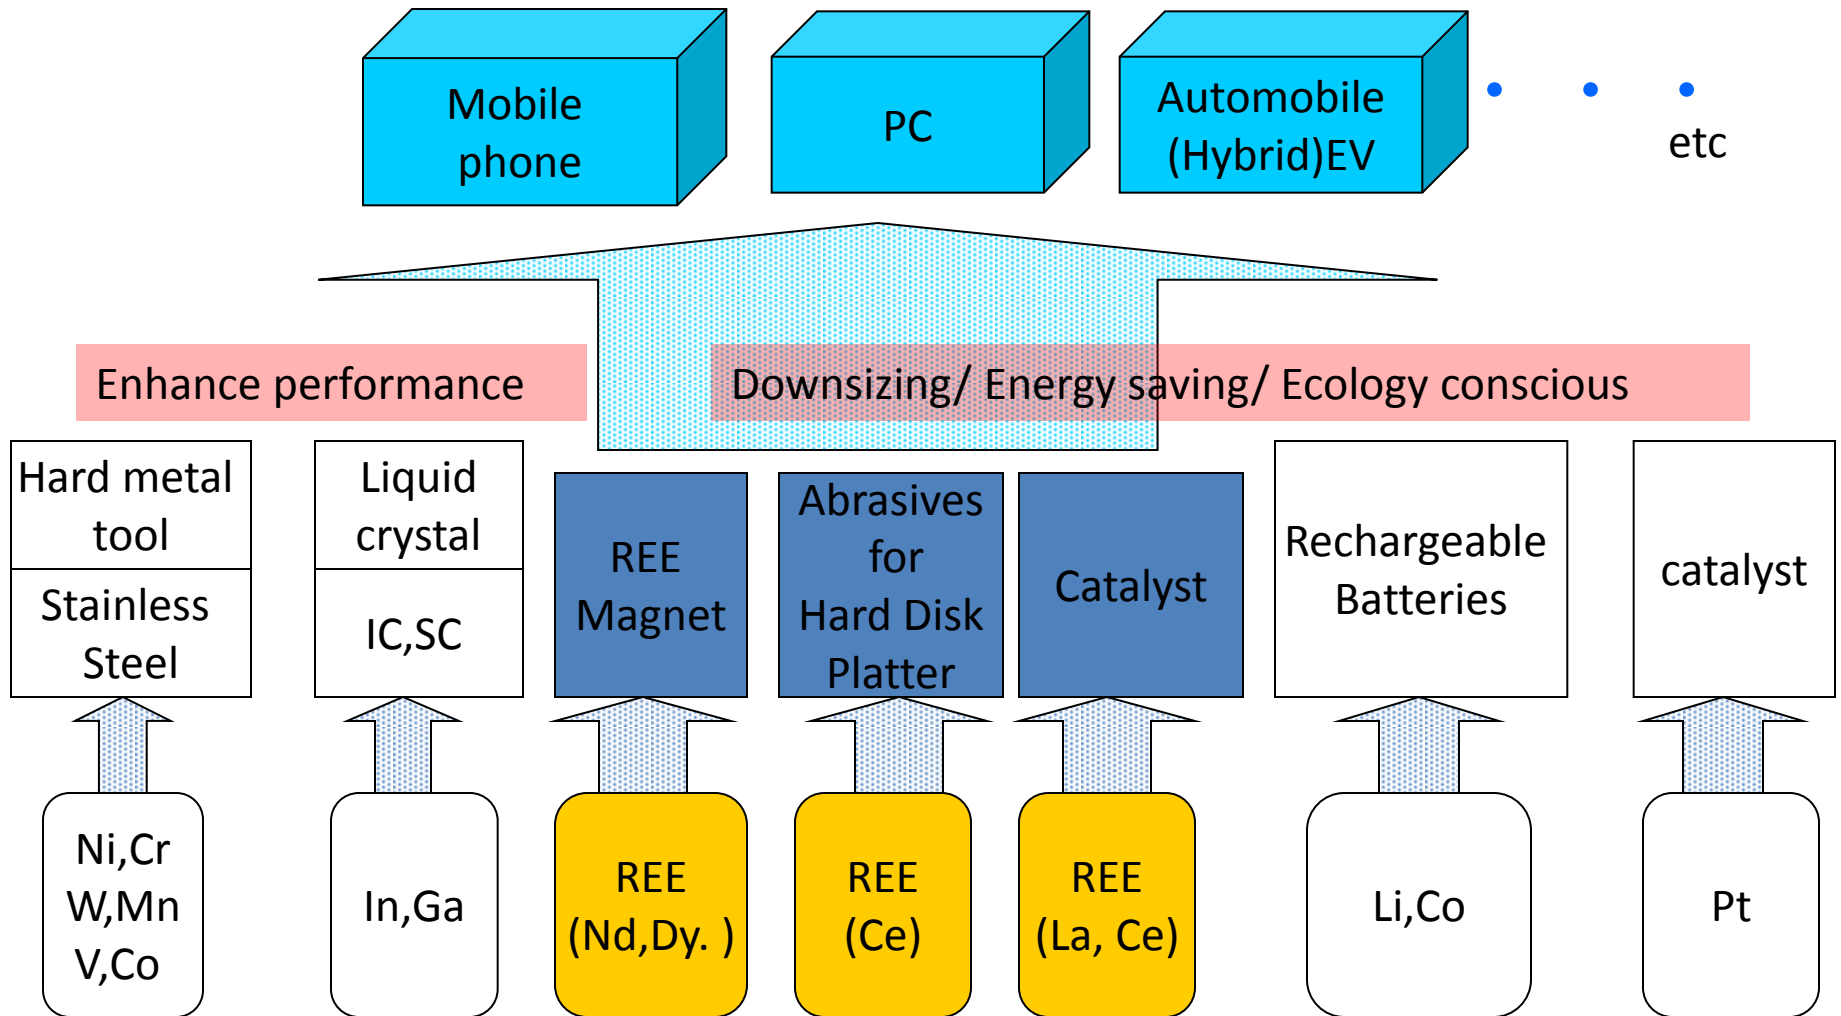 Mobile
phone
PC
Automobile
(Hybrid)EV
etc
Enhance performance
Downsizing/ Energy saving/ Ecology conscious
Hard metal
tool
Stainless
Steel
Liquid
crystal
IC,SC
REE
Magnet
Abrasives
for
Hard Disk
Platter
Catalyst
Rechargeable
Batteries
catalyst
Ni,Cr
W,Mn
V,Co
In,Ga
REE
(Nd,Dy. )
REE
(Ce)
REE
(La, Ce)
Li,Co
Pt